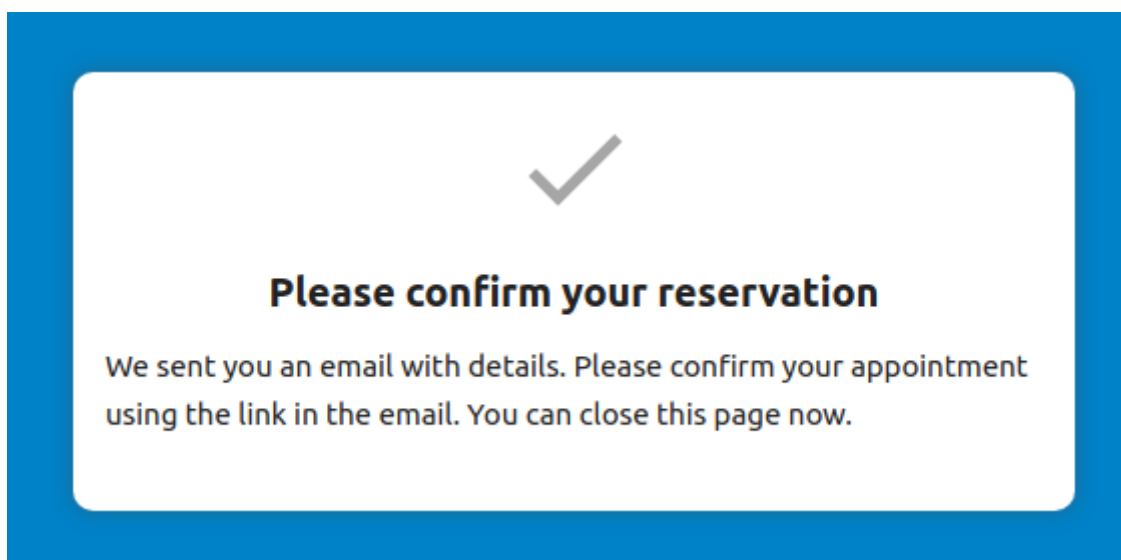 Please confirm your reservation
We sent you an email with details. Please confirm your appointment
using the link in the email. You can close this page now.